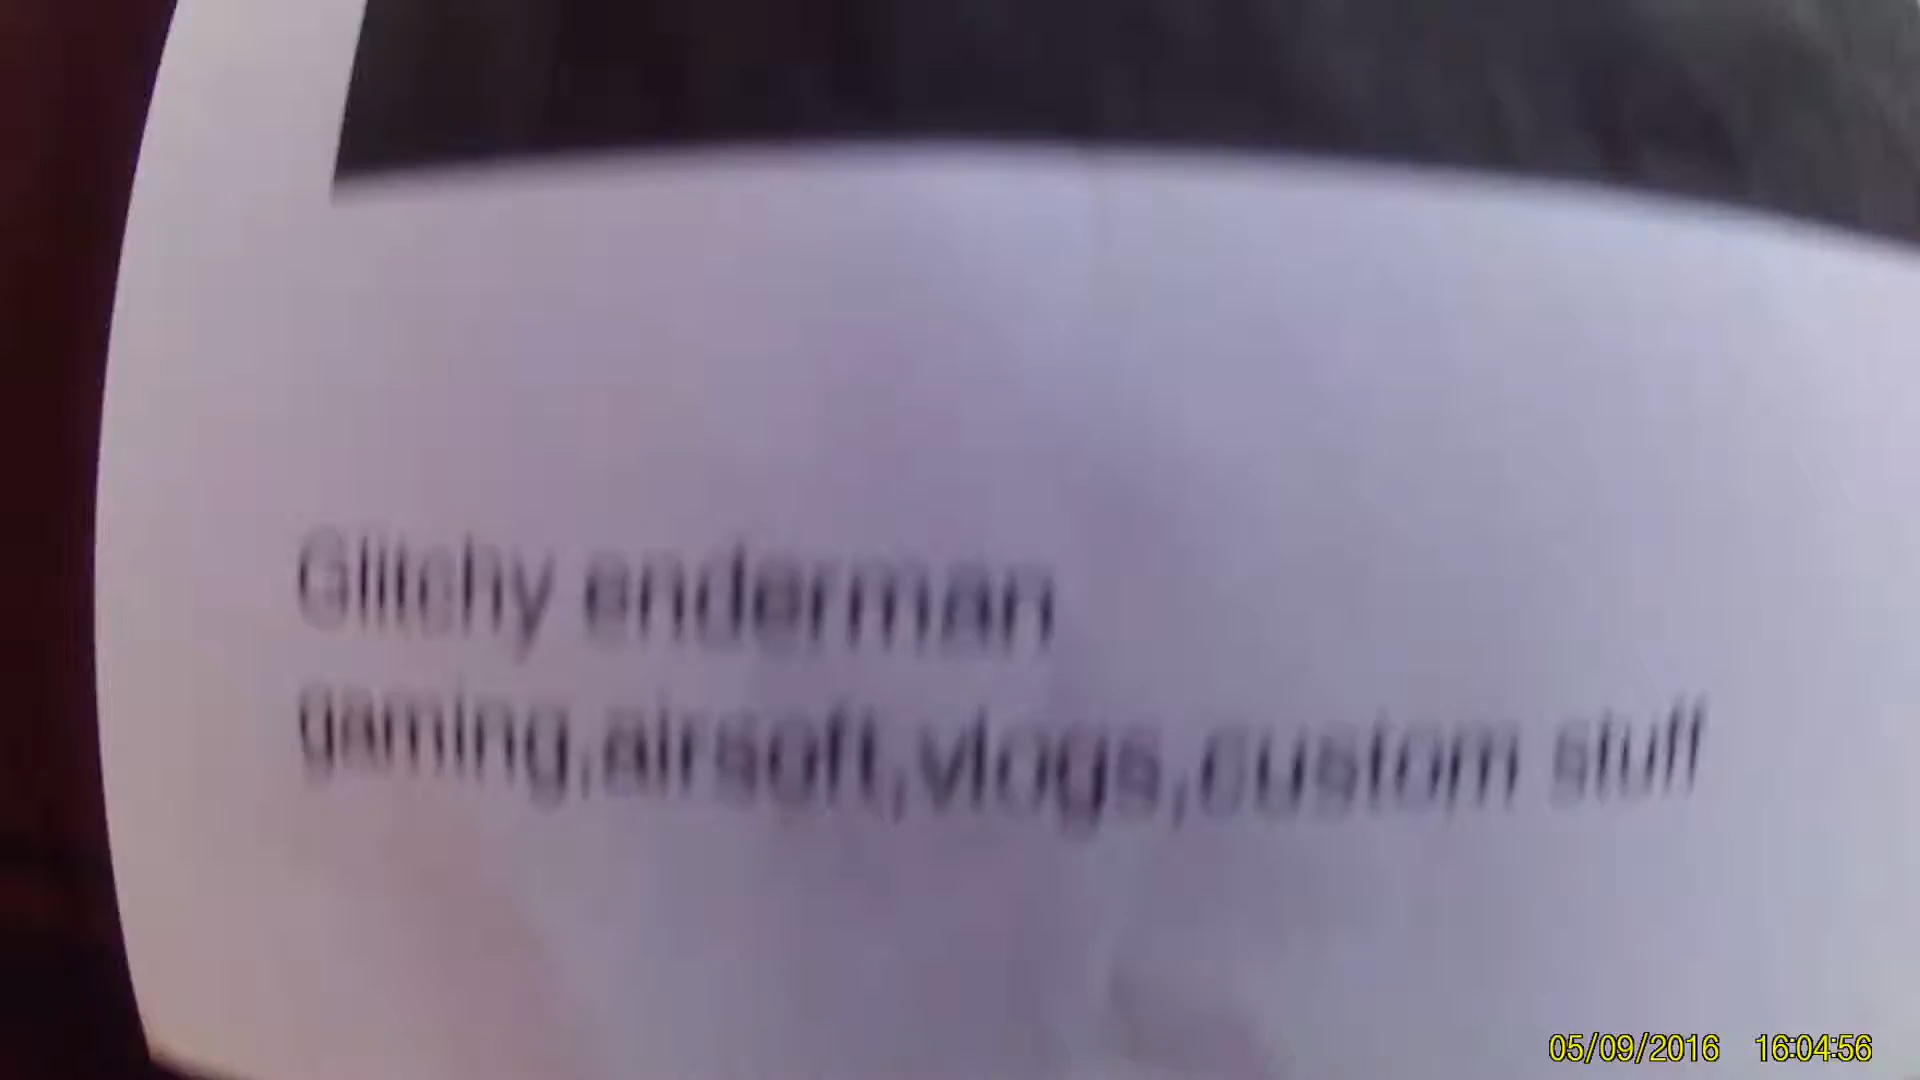 Glitchy enderman
gaming,airsoft,vlogs,custom stuff
05/09/2016 16:04:56